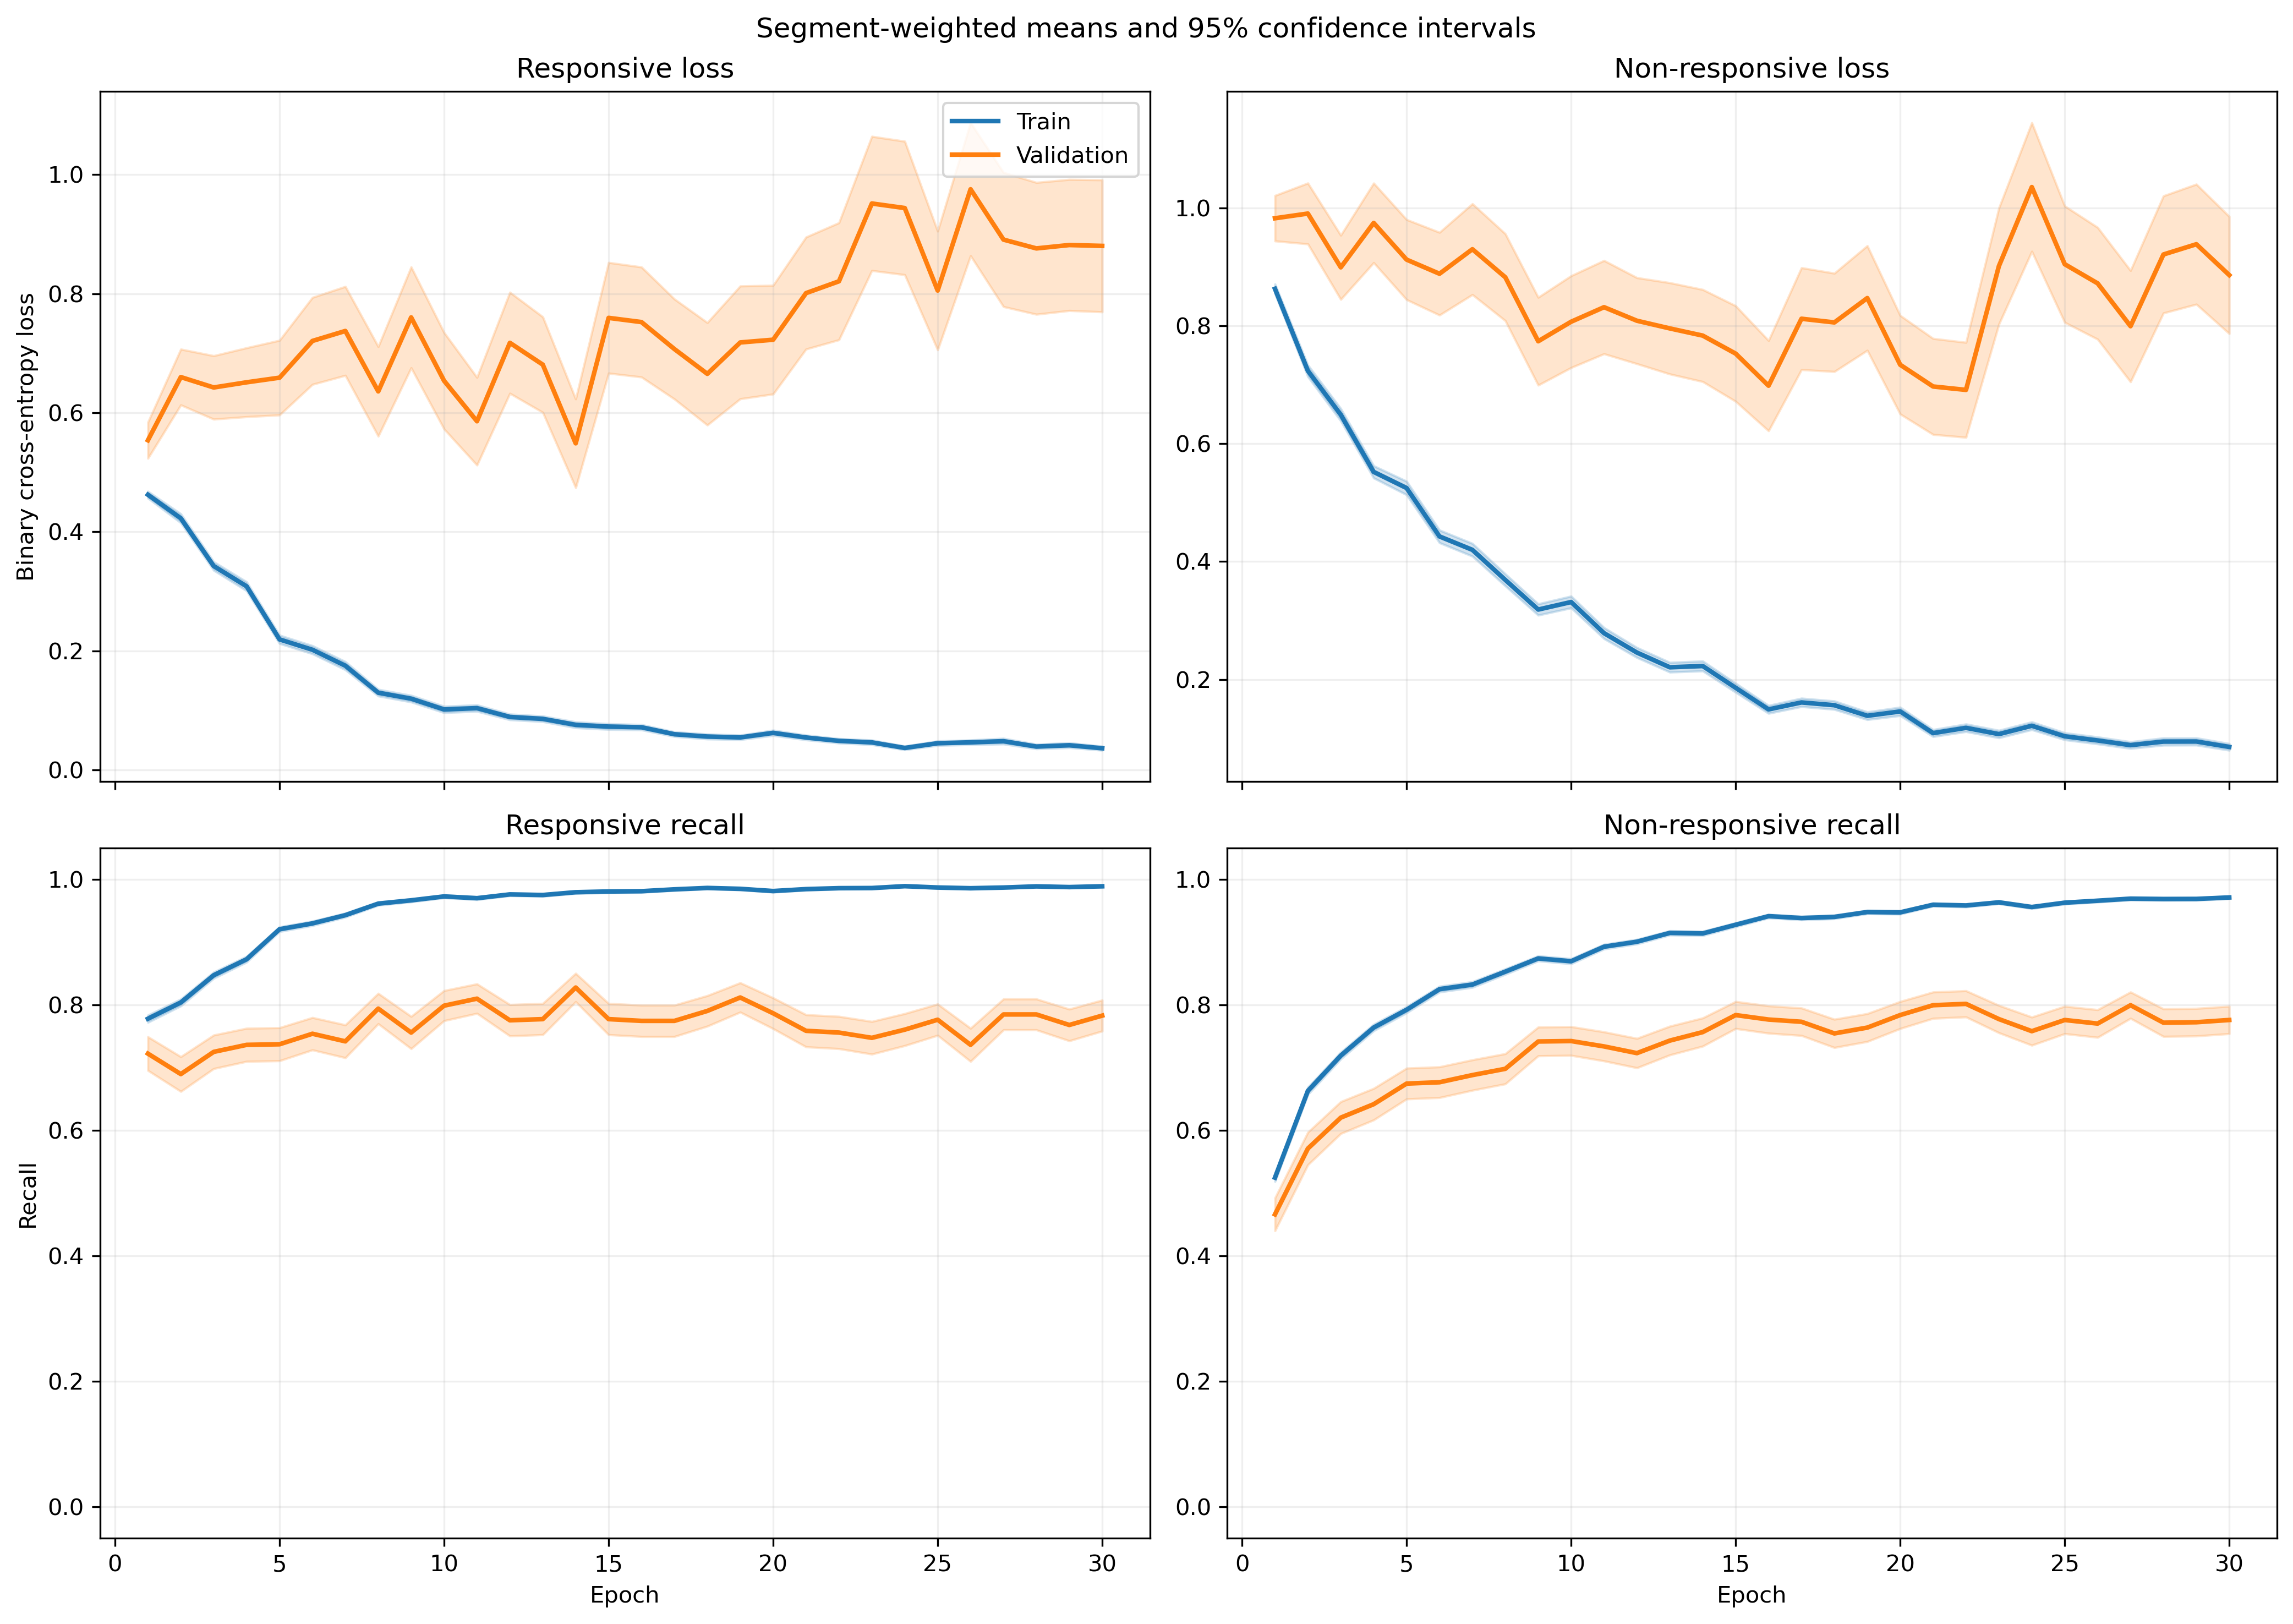 Segment-weighted means and 95% confidence intervals
Responsive loss
Non-responsive loss
Train
Validation
Binary cross-entropy loss
1.0
0.8
0.6
0.4
0.2
0.0
1.0
0.8
0.6
0.4
0.2
Responsive recall
Non-responsive recall
Recall
1.0
0.8
0.6
0.4
0.2
0.0
0 5 10 15 20 25 30
Epoch
1.0
0.8
0.6
0.4
0.2
0.0
0 5 10 15 20 25 30
Epoch